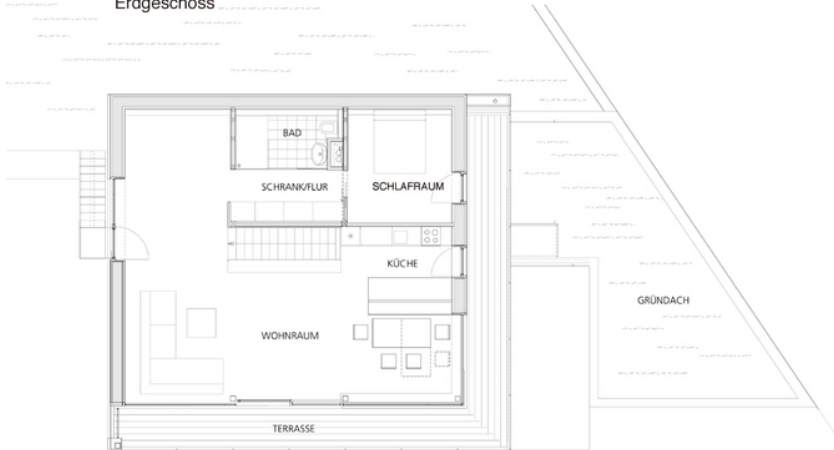 Erdgeschoss
BAD
SCHRANK/FLUR
SCHLAFRAUM
KÜCHE
GRÜNDACH
WOHNRAUM
TERRASSE